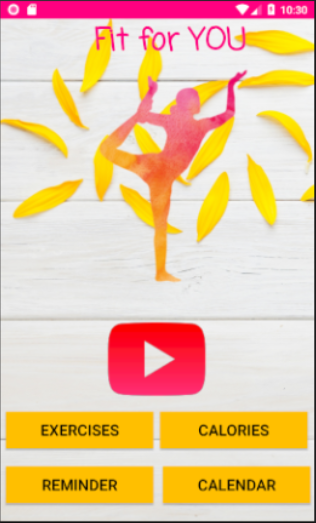 10:30
Fit for YOU
EXERCISES CALORIES
REMINDER CALENDAR